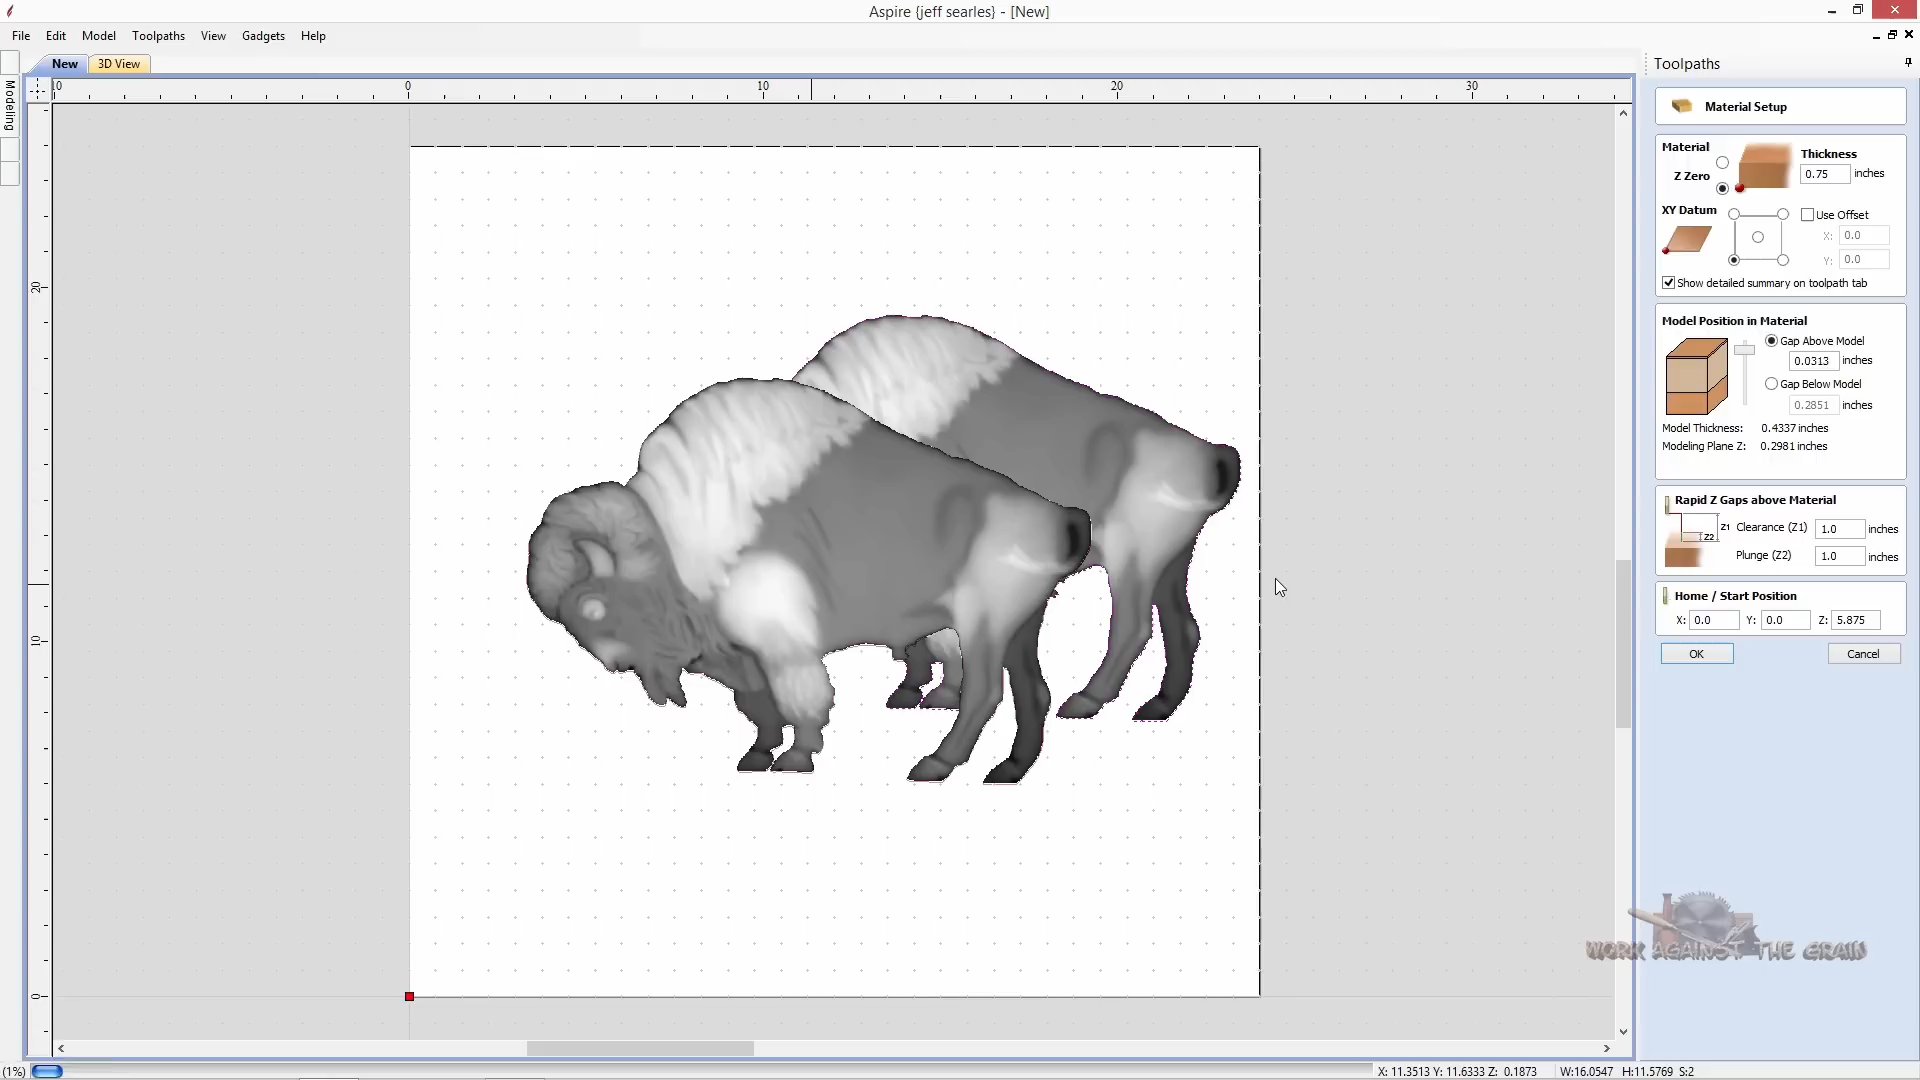 Aspire {jeff searles} - [New]
File Edit Model Toolpaths View Gadgets Help
New 3D View
Toolpaths
Modeling
0 0 10 20 30
20
10
0
Material Setup
Material
Z Zero
Thickness
0.75 inches
XY Datum
Use Offset
X: 0.0
Y: 0.0
Show detailed summary on toolpath tab
Model Position in Material
Gap Above Model
0.0313 inches
Gap Below Model
0.2851 inches
Model Thickness: 0.4337 inches
Modeling Plane Z: 0.2981 inches
Rapid Z Gaps above Material
Z1 Clearance (Z1) 1.0 inches
Z2 Plunge (Z2) 1.0 inches
Home / Start Position
X: 0.0 Y: 0.0 Z: 5.875
OK Cancel
WORK AGAINST THE GRAIN
(1%) X: 11.3513 Y: 11.6333 Z: 0.1873 W:16.0547 H:11.5769 S:2